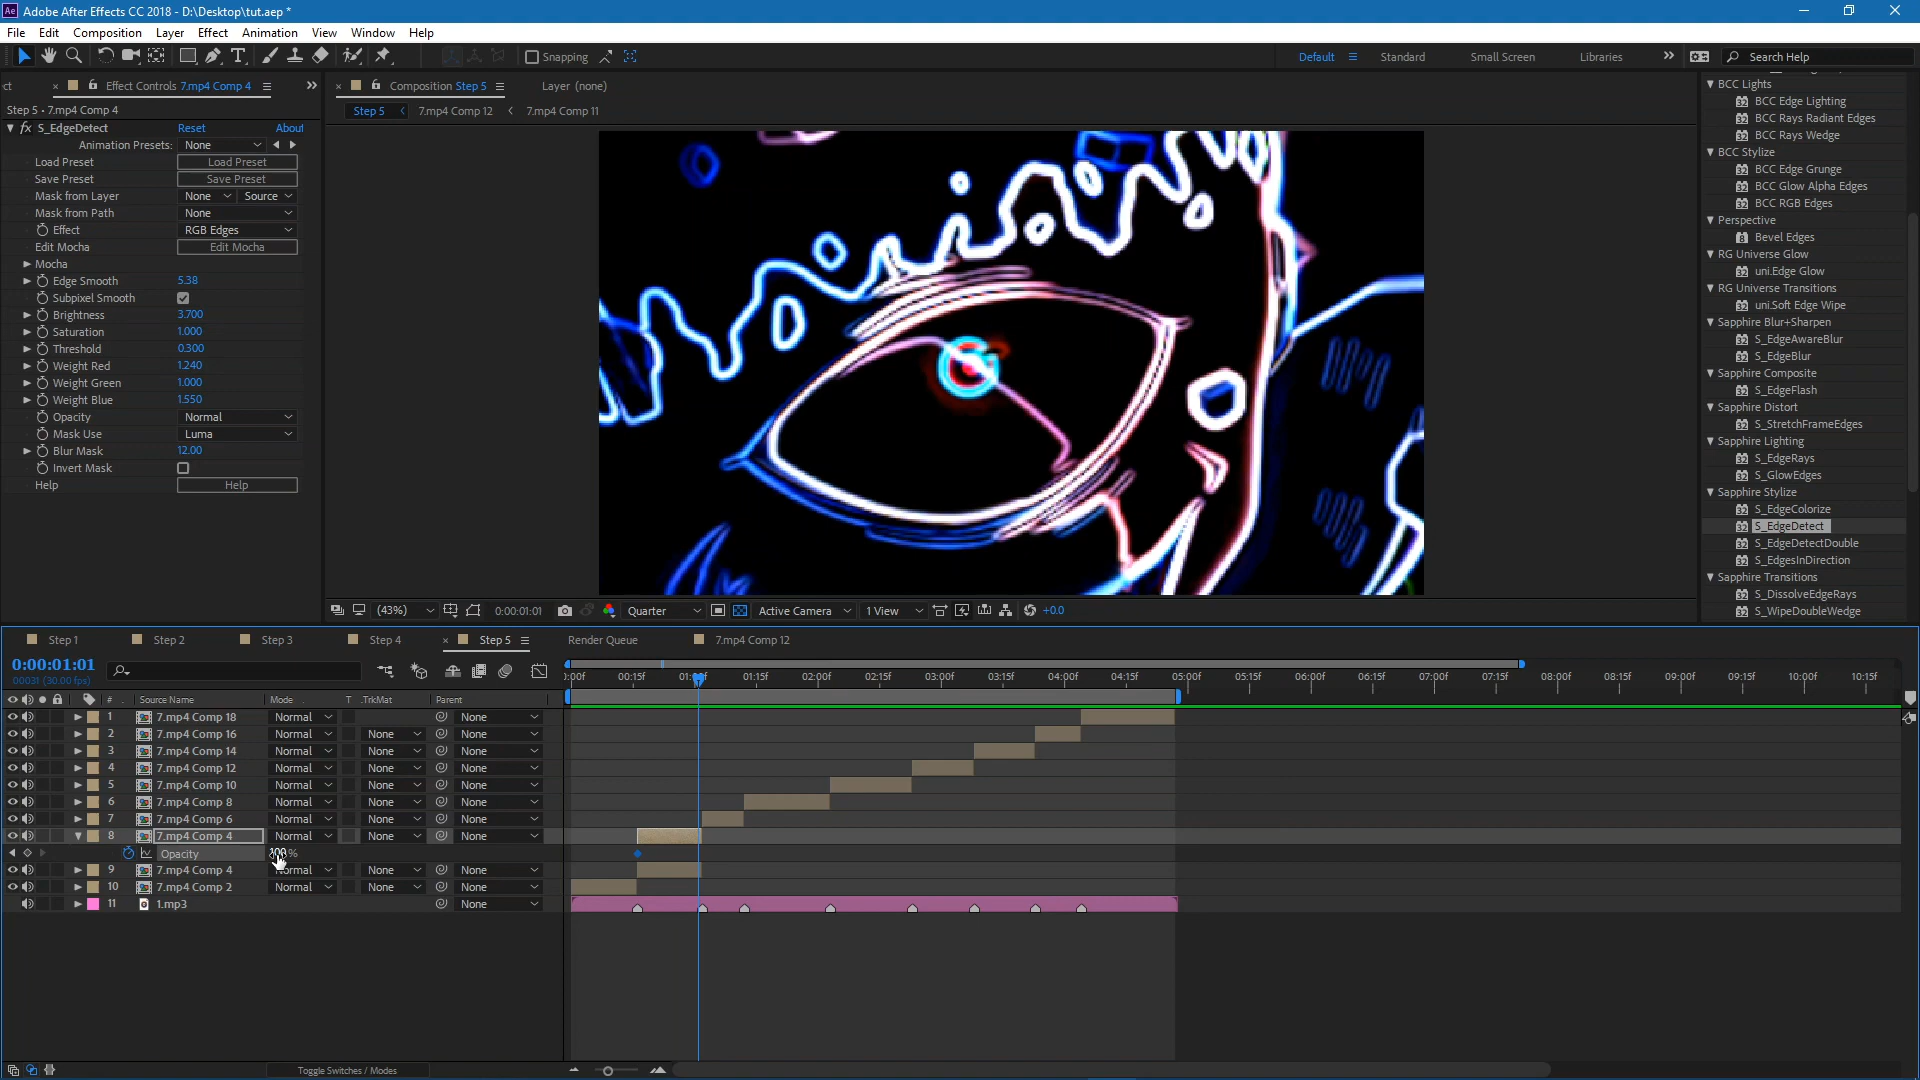 Ae Adobe After Effects CC 2018 - D:\Desktop\tut.aep *
File Edit Composition Layer Effect Animation View Window Help
Snapping Default Standard Small Screen Libraries Search Help
ct Effect Controls 7.mp4 Comp 4
Step 5 • 7.mp4 Comp 4
fx S_EdgeDetect Reset About
Animation Presets: None
Load Preset Load Preset
Save Preset Save Preset
Mask from Layer None Source
Mask from Path None
Effect RGB Edges
Edit Mocha Edit Mocha
Mocha
Edge Smooth 5.38
Subpixel Smooth
Brightness 3.700
Saturation 1.000
Threshold 0.300
Weight Red 1.240
Weight Green 1.000
Weight Blue 1.550
Opacity Normal
Mask Use Luma
Blur Mask 12.00
Invert Mask
Help Help
Composition Step 5 Layer (none)
Step 5 7.mp4 Comp 12 7.mp4 Comp 11
(43%) 0:00:01:01 Quarter Active Camera 1 View +0.0
BCC Lights
BCC Edge Lighting
BCC Rays Radiant Edges
BCC Rays Wedge
BCC Stylize
BCC Edge Grunge
BCC Glow Alpha Edges
BCC RGB Edges
Perspective
Bevel Edges
RG Universe Glow
uni.Edge Glow
RG Universe Transitions
uni.Soft Edge Wipe
Sapphire Blur+Sharpen
S_EdgeAwareBlur
S_EdgeBlur
Sapphire Composite
S_EdgeFlash
Sapphire Distort
S_StretchFrameEdges
Sapphire Lighting
S_EdgeRays
S_GlowEdges
Sapphire Stylize
S_EdgeColorize
S_EdgeDetect
S_EdgeDetectDouble
S_EdgesInDirection
Sapphire Transitions
S_DissolveEdgeRays
S_WipeDoubleWedge
Step 1 Step 2 Step 3 Step 4 Step 5 Render Queue 7.mp4 Comp 12
0:00:01:01
00031 (30.00 fps)
:00f 00:15f 01:00f 01:15f 02:00f 02:15f 03:00f 03:15f 04:00f 04:15f 05:00f 05:15f 06:00f 06:15f 07:00f 07:15f 08:00f 08:15f 09:00f 09:15f 10:00f 10:15f
# Source Name Mode T .TrkMat Parent
1 7.mp4 Comp 18 Normal None
2 7.mp4 Comp 16 Normal None None
3 7.mp4 Comp 14 Normal None None
4 7.mp4 Comp 12 Normal None None
5 7.mp4 Comp 10 Normal None None
6 7.mp4 Comp 8 Normal None None
7 7.mp4 Comp 6 Normal None None
8 7.mp4 Comp 4 Normal None None
Opacity 100 %
9 7.mp4 Comp 4 Normal None None
10 7.mp4 Comp 2 Normal None None
11 1.mp3 None
Toggle Switches / Modes